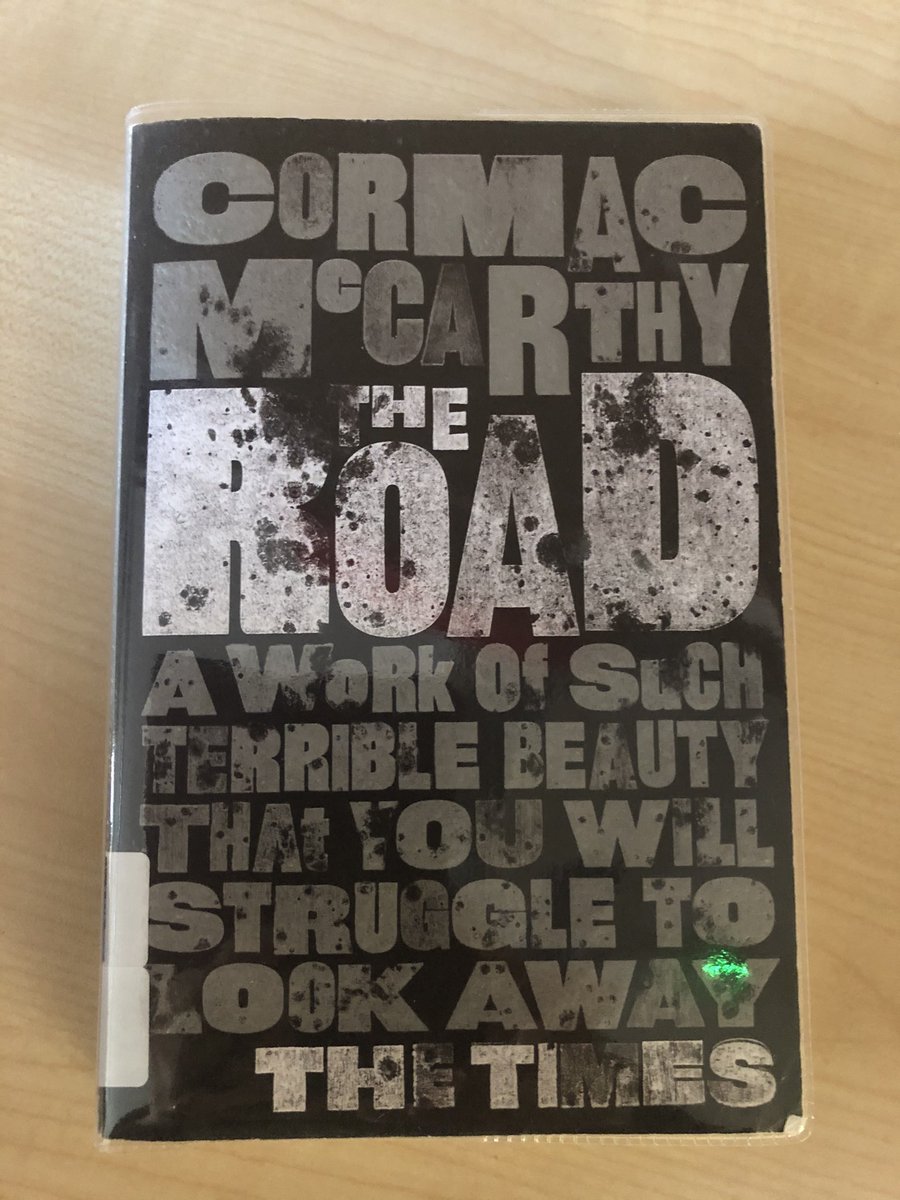 CORMAC
McCARTHY
THE
ROAD
A WORk Of SuCH
TERRIBLE BEAUTY
THAt YOU WILL
STRUGGLE TO
LOOK AWAY
THE TIMES